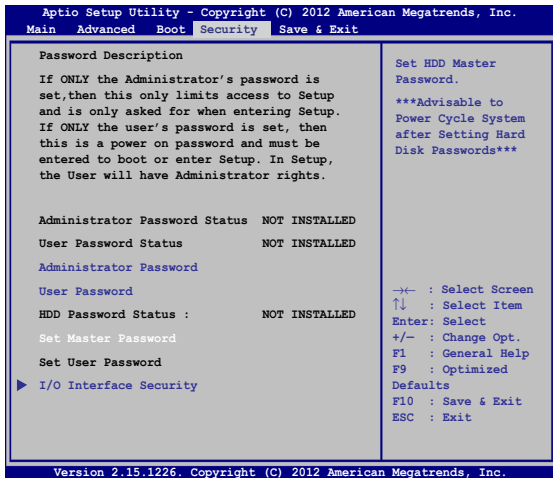 Aptio Setup Utility - Copyright (C) 2012 American Megatrends, Inc.
Main Advanced Boot Security Save & Exit
Password Description
If ONLY the Administrator's password is
set,then this only limits access to Setup
and is only asked for when entering Setup.
If ONLY the user's password is set, then
this is a power on password and must be
entered to boot or enter Setup. In Setup,
the User will have Administrator rights.
Administrator Password Status NOT INSTALLED
User Password Status NOT INSTALLED
Administrator Password
User Password
HDD Password Status : NOT INSTALLED
Set Master Password
Set User Password
I/O Interface Security
Set HDD Master
Password.
***Advisable to
Power Cycle System
after Setting Hard
Disk Passwords***
→← : Select Screen
↑↓ : Select Item
Enter: Select
+/- : Change Opt.
F1 : General Help
F9 : Optimized
Defaults
F10 : Save & Exit
ESC : Exit
Version 2.15.1226. Copyright (C) 2012 American Megatrends, Inc.